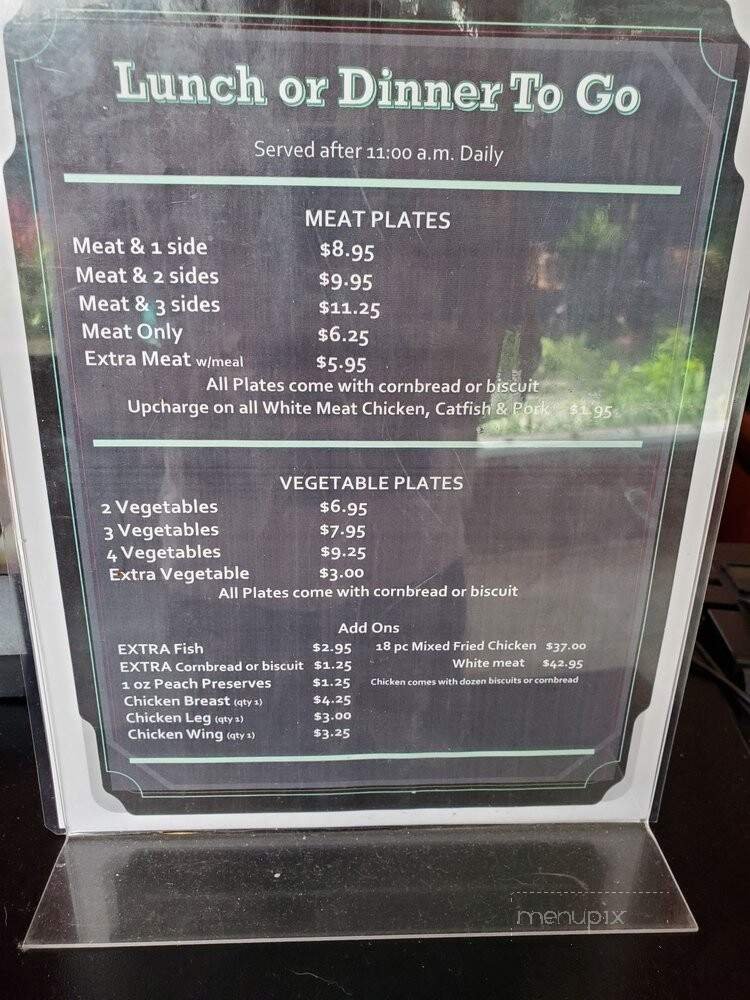 Lunch or Dinner To Go
Served after 11:00 a.m. Daily
MEAT PLATES
Meat & 1 side $8.95
Meat & 2 sides $9.95
Meat & 3 sides $11.25
Meat Only $6.25
Extra Meat w/meal $5.95
All Plates come with cornbread or biscuit
Upcharge on all White Meat Chicken, Catfish & Pork $1.95
VEGETABLE PLATES
2 Vegetables $6.95
3 Vegetables $7.95
4 Vegetables $9.25
Extra Vegetable $3.00
All Plates come with cornbread or biscuit
Add Ons
EXTRA Fish $2.95 18 pc Mixed Fried Chicken $37.00
EXTRA Cornbread or biscuit $1.25 White meat $42.95
1 oz Peach Preserves $1.25 Chicken comes with dozen biscuits or cornbread
Chicken Breast (qty 1) $4.25
Chicken Leg (qty 1) $3.00
Chicken Wing (qty 1) $3.25
menupix